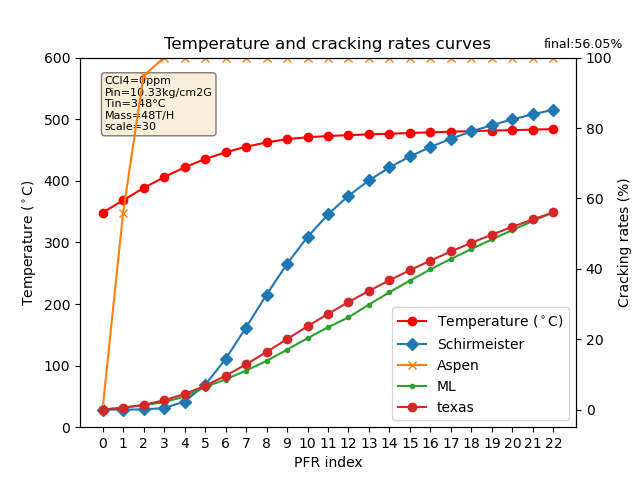 Temperature and cracking rates curves
final:56.05%
CCl4=0ppm
Pin=10.33kg/cm2G
Tin=348°C
Mass=48T/H
scale=30
Temperature (°C)
600
500
400
300
200
100
0
100
80
60
40
20
0
Cracking rates (%)
Temperature (°C)
Schirmeister
Aspen
ML
texas
0 1 2 3 4 5 6 7 8 9 10 11 12 13 14 15 16 17 18 19 20 21 22
PFR index